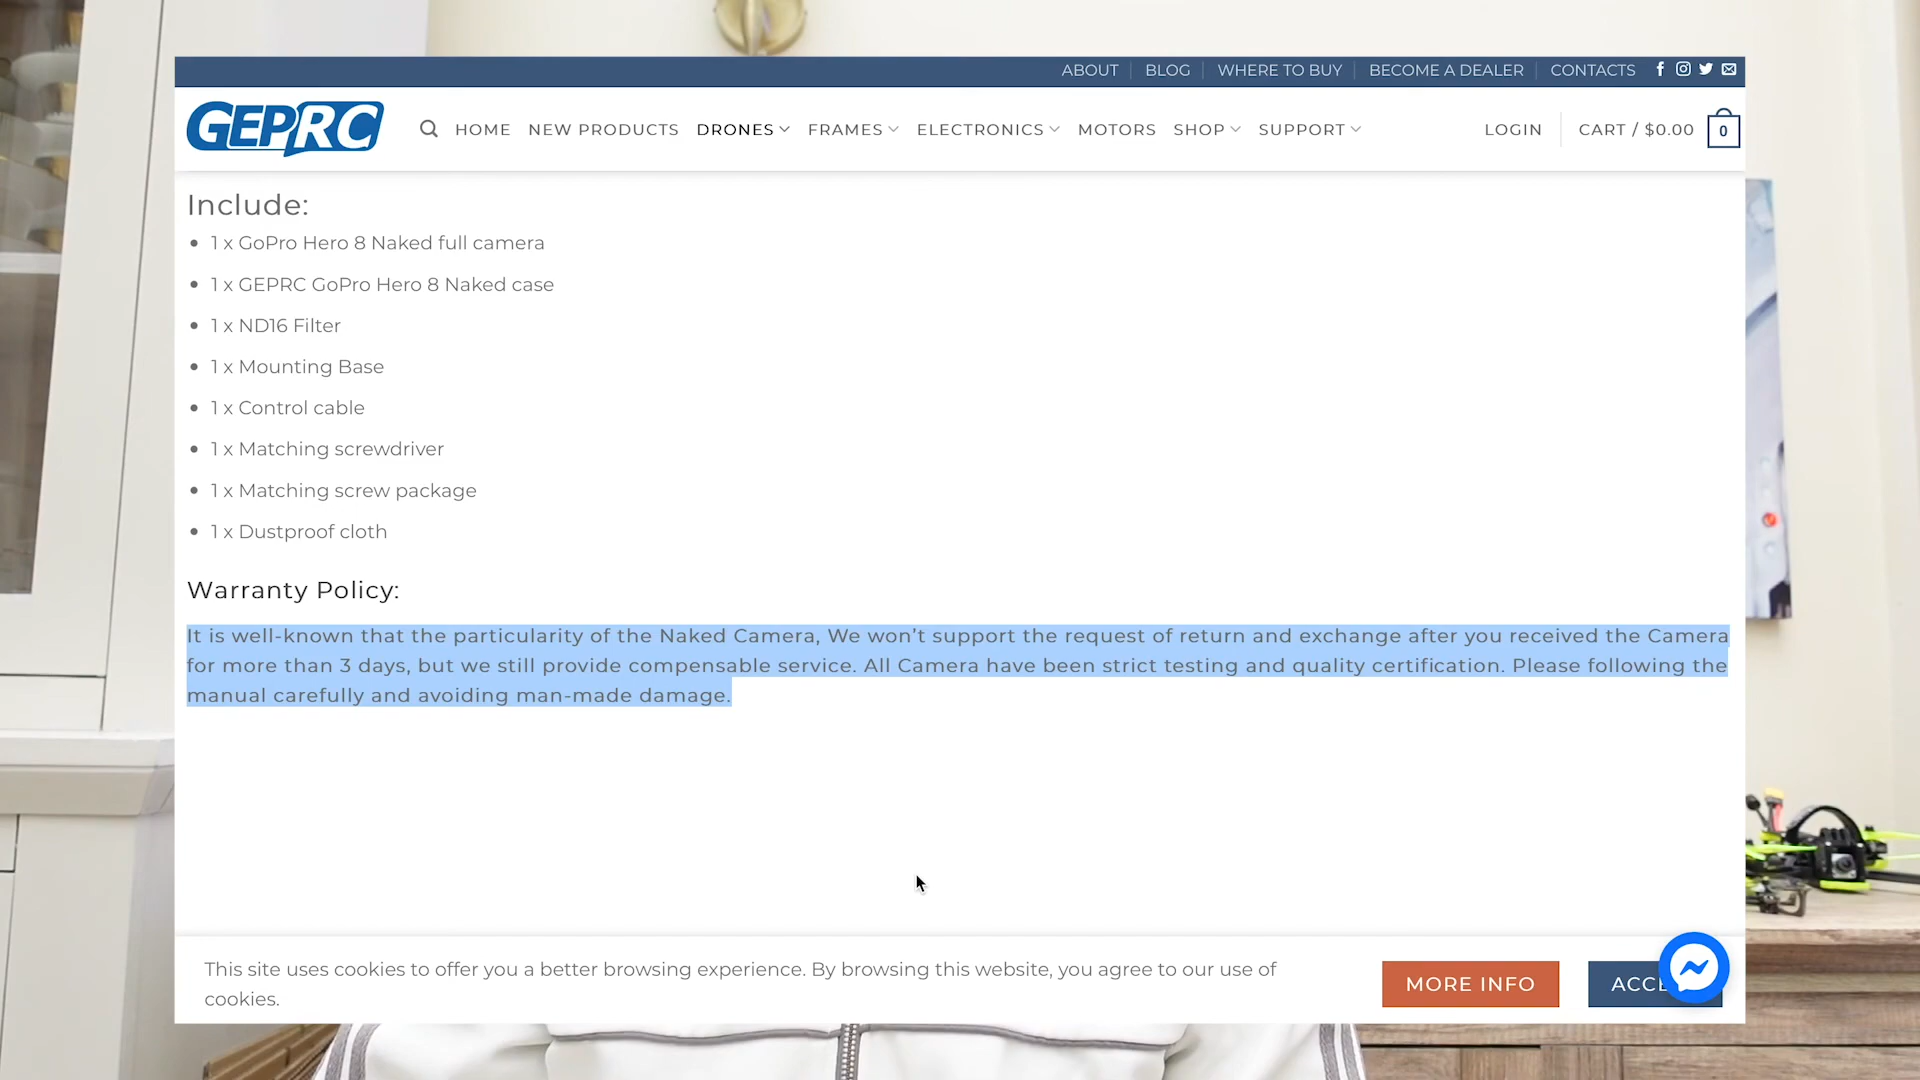 ABOUT BLOG WHERE TO BUY BECOME A DEALER CONTACTS
GEPRC HOME NEW PRODUCTS DRONES FRAMES ELECTRONICS MOTORS SHOP SUPPORT LOGIN CART / $0.00 0
Include:
• 1 x GoPro Hero 8 Naked full camera
• 1 x GEPRC GoPro Hero 8 Naked case
• 1 x ND16 Filter
• 1 x Mounting Base
• 1 x Control cable
• 1 x Matching screwdriver
• 1 x Matching screw package
• 1 x Dustproof cloth
Warranty Policy:
It is well-known that the particularity of the Naked Camera, We won’t support the request of return and exchange after you received the Camera
for more than 3 days, but we still provide compensable service. All Camera have been strict testing and quality certification. Please following the
manual carefully and avoiding man-made damage.
This site uses cookies to offer you a better browsing experience. By browsing this website, you agree to our use of
cookies.
MORE INFO